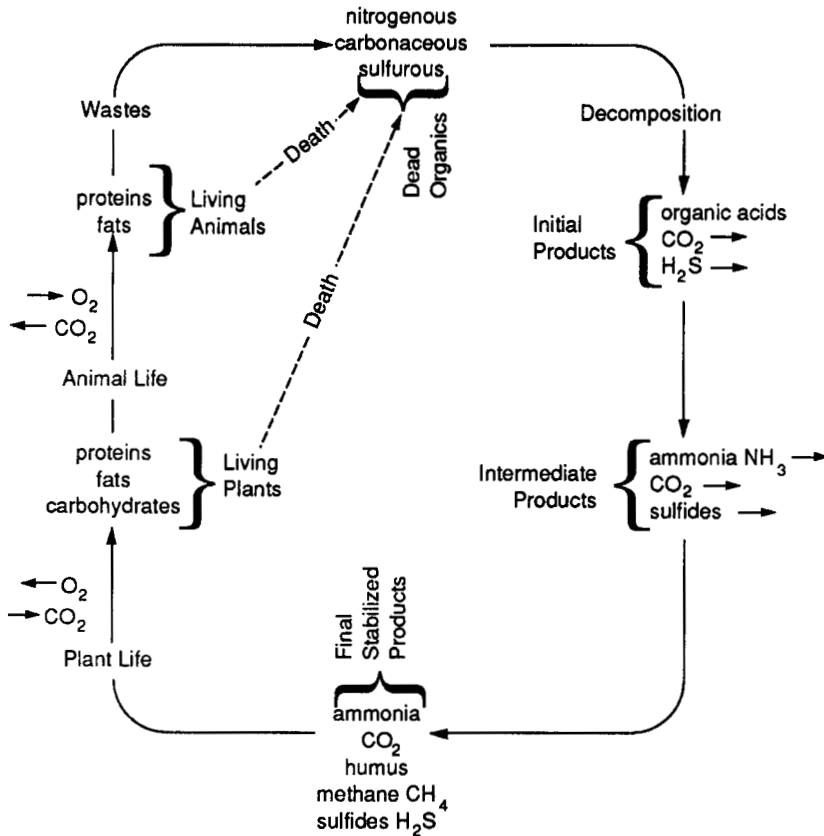 nitrogenous
carbonaceous
sulfurous
Dead
Organics
Wastes
Death
Decomposition
proteins
fats
Living
Animals
Initial
Products
organic acids
CO₂
H₂S
O₂
CO₂
Death
Animal Life
proteins
fats
carbohydrates
Living
Plants
Intermediate
Products
ammonia NH₃
CO₂
sulfides
O₂
CO₂
Plant Life
Final
Stabilized
Products
ammonia
CO₂
humus
methane CH₄
sulfides H₂S